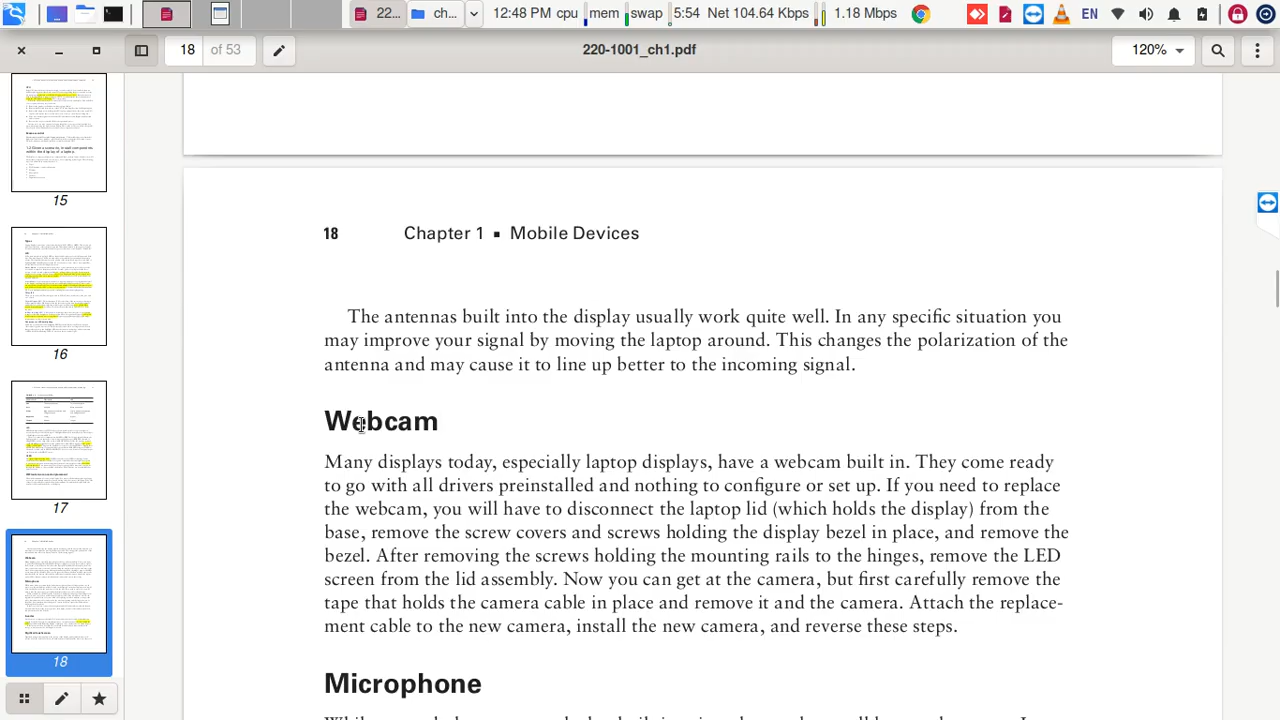 22...
ch...
12:21 PM cpu mem swap 5:54 Net 104.64 Kbps 1.18 Mbps EN
18 of 53
220-1001_ch1.pdf
120%
15
16
17
18
18 Chapter 1 ■ Mobile Devices
The antenna built into the display usually works fine well. In any specific situation you
may improve your signal by moving the laptop around. This changes the polarization of the
antenna and may cause it to line up better to the incoming signal.
Webcam
Many displays today, especially laptop displays, have a webcam built in. They come ready
to go with all drives preinstalled and nothing to configure or set up. If you need to replace
the webcam, you will have to disconnect the laptop lid (which holds the display) from the
base, remove the screw covers and screws holding the display bezel in place, and remove the
bezel. After removing the screws holding the mounting rails to the hinges, remove the LED
screen from the lid assembly. Now you can get at the camera, but first carefully remove the
tape that holds the camera cable in place and remove it and the camera. Attach the replace-
ment cable to the replacement, install the new camera, and reverse these steps.
Microphone